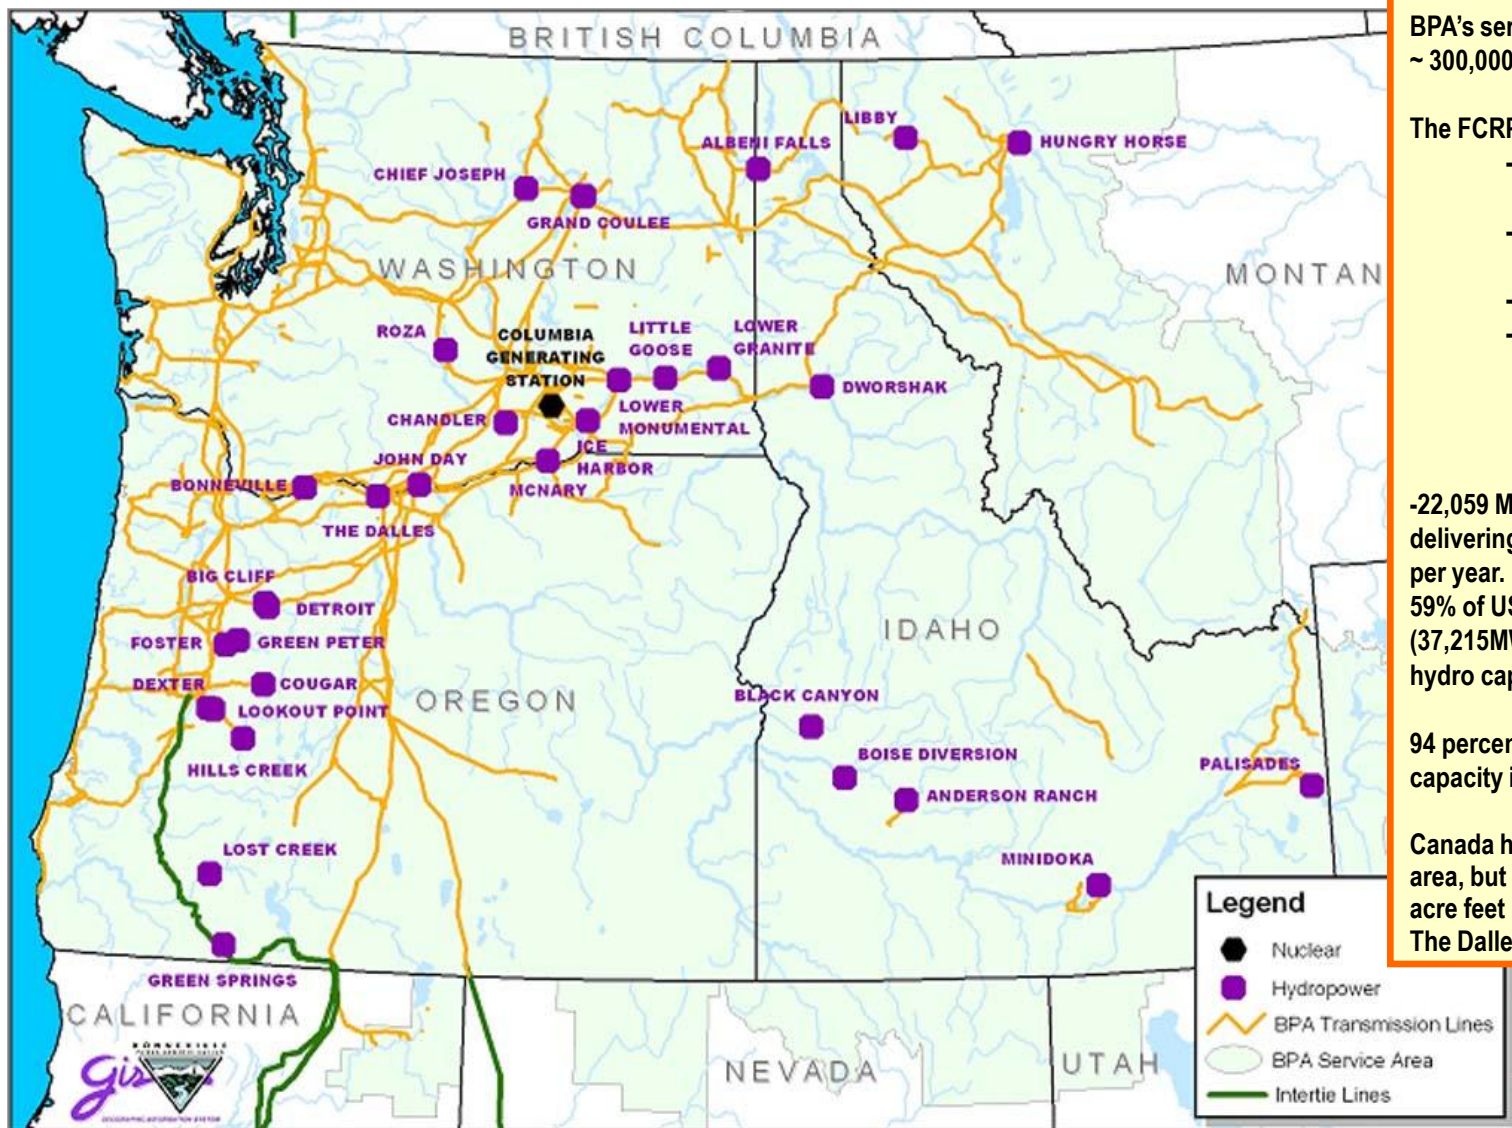 BRITISH COLUMBIA
LIBBY
ALBENI FALLS
HUNGRY HORSE
CHIEF JOSEPH
GRAND COULEE
WASHINGTON
MONTAN
ROZA
COLUMBIA
GENERATING
STATION
LITTLE
GOOSE
LOWER
GRANITE
DWORSHAK
CHANDLER
LOWER
MONUMENTAL
ICE
HARBOR
JOHN DAY
MCNARY
BONNEVILLE
THE DALLES
BIG CLIFF
DETROIT
FOSTER
GREEN PETER
IDAHO
DEXTER
COUGAR
LOOKOUT POINT
OREGON
BLACK CANYON
HILLS CREEK
BOISE DIVERSION
PALISADES
ANDERSON RANCH
LOST CREEK
MINIDOKA
GREEN SPRINGS
CALIFORNIA
NEVADA
UTAH
BONNEVILLE
Gis
Legend
Nuclear
Hydropower
BPA Transmission Lines
BPA Service Area
Intertie Lines
BPA's ser
~ 300,000
The FCRP
-
-
-
-
-22,059 M
delivering
per year.
59% of US
(37,215MW
hydro cap
94 percen
capacity i
Canada h
area, but
acre feet
The Dalle